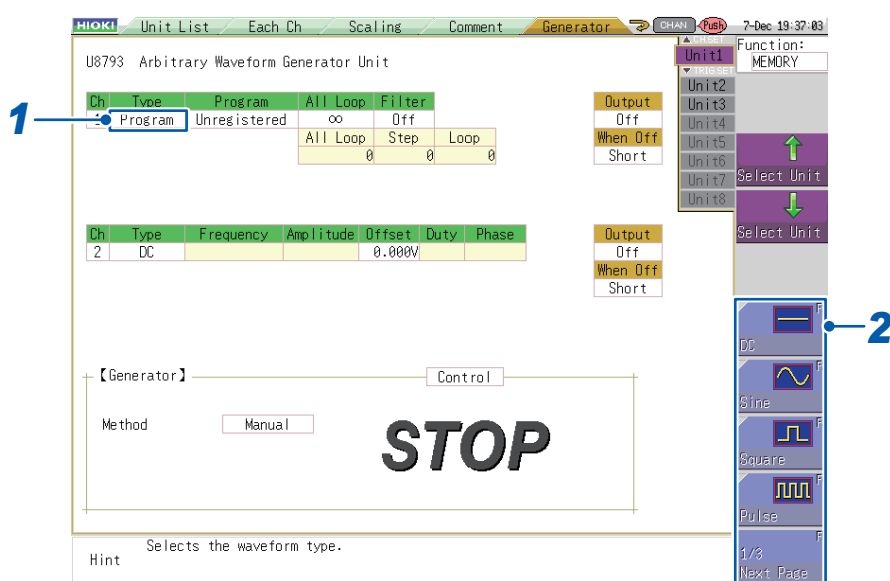 HIOKI Unit List Each Ch Scaling Comment Generator CHAN Push 7-Dec 19:37:03
U8793 Arbitrary Waveform Generator Unit
1
Ch Type Program All Loop Filter
1 Program Unregistered ∞ Off
All Loop Step Loop
0 0 0
Output
Off
When Off
Short
Ch Type Frequency Amplitude Offset Duty Phase
2 DC 0.000V
Output
Off
When Off
Short
【Generator】 Control
Method Manual
STOP
Hint Selects the waveform type.
▲ CH SET
Unit1
▼ TRIG SET
Unit2
Unit3
Unit4
Unit5
Unit6
Unit7
Unit8
Function:
MEMORY
Select Unit
Select Unit
2
F
DC
F
Sine
F
Square
F
Pulse
F
1/3
Next Page